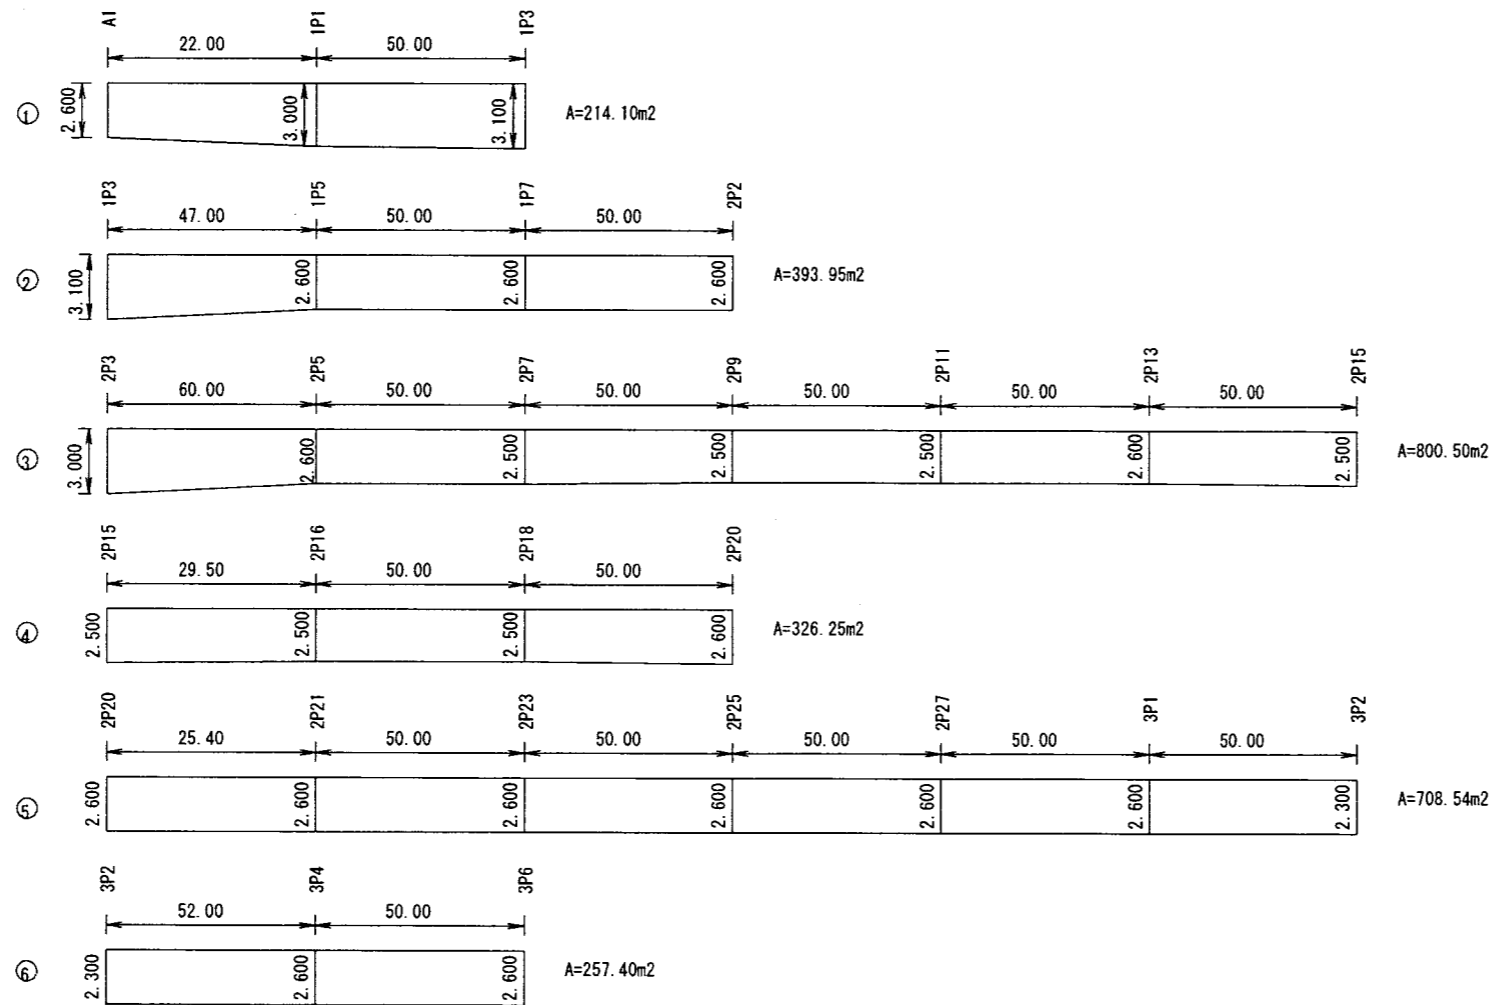 A1 1P1 1P3
22.00 50.00
① 2.600 3.000 3.100 A=214.10m2
1P3 1P5 1P7 2P2
47.00 50.00 50.00
② 3.100 2.600 2.600 2.600 A=393.95m2
2P3 2P5 2P7 2P9 2P11 2P13 2P15
60.00 50.00 50.00 50.00 50.00 50.00
③ 3.000 2.600 2.500 2.500 2.500 2.600 2.500 A=800.50m2
2P15 2P16 2P18 2P20
29.50 50.00 50.00
④ 2.500 2.500 2.500 2.600 A=326.25m2
2P20 2P21 2P23 2P25 2P27 3P1 3P2
25.40 50.00 50.00 50.00 50.00 50.00
⑤ 2.600 2.600 2.600 2.600 2.600 2.600 2.300 A=708.54m2
3P2 3P4 3P6
52.00 50.00
⑥ 2.300 2.600 2.600 A=257.40m2